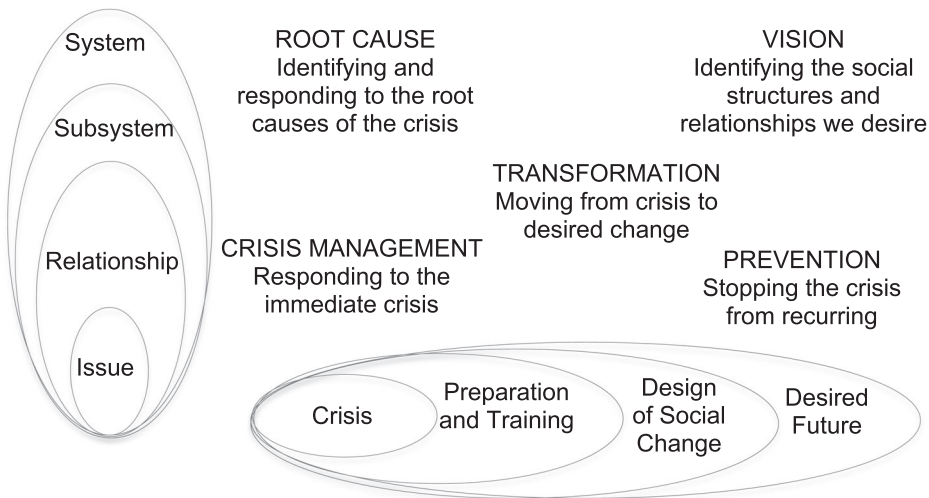 System
Subsystem
Relationship
Issue
ROOT CAUSE
Identifying and
responding to the root
causes of the crisis
VISION
Identifying the social
structures and
relationships we desire
TRANSFORMATION
Moving from crisis to
desired change
CRISIS MANAGEMENT
Responding to the
immediate crisis
PREVENTION
Stopping the crisis
from recurring
Crisis
Preparation
and Training
Design
of Social
Change
Desired
Future